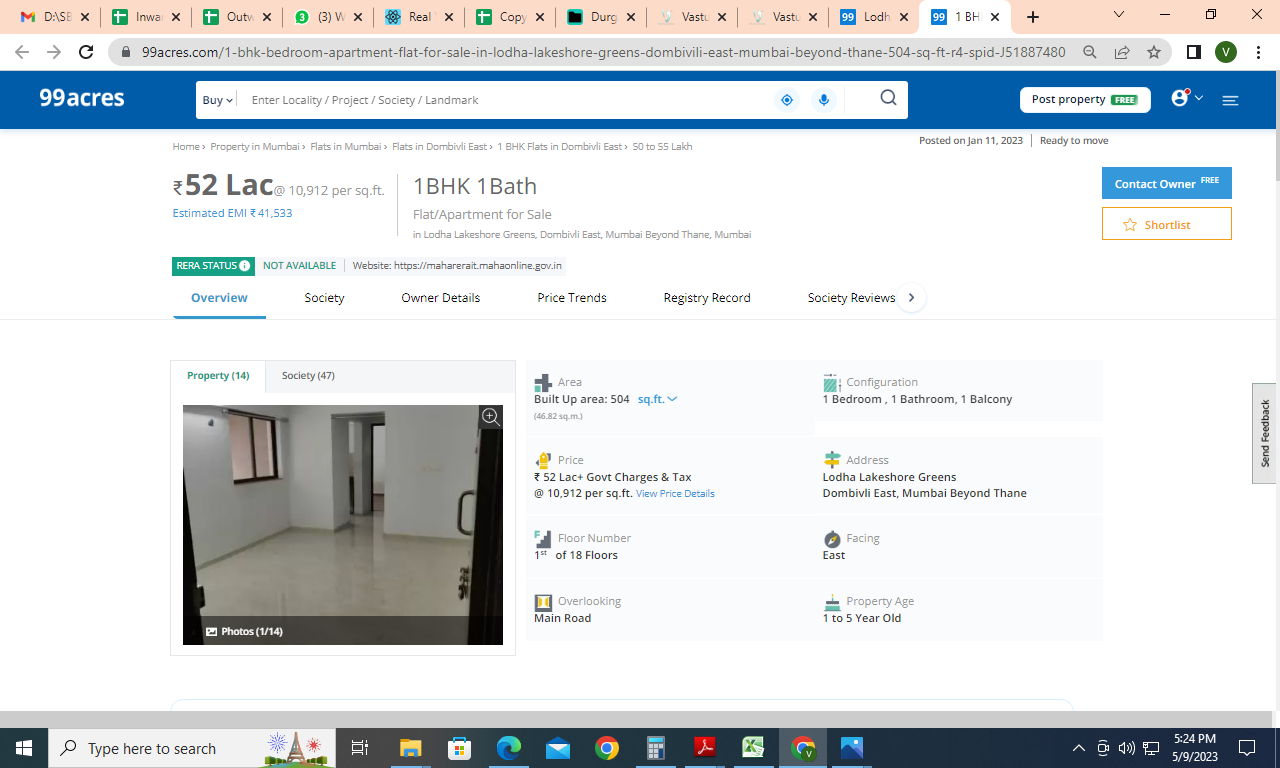 D:\SE
Inwa
Outw
(3) W
Real
Copy
Durg
Vastu
Vastu
Lodh
1 BH
99acres.com/1-bhk-bedroom-apartment-flat-for-sale-in-lodha-lakeshore-greens-dombivili-east-mumbai-beyond-thane-504-sq-ft-r4-spid-J51887480
V
99acres
Buy
Enter Locality / Project / Society / Landmark
Post property FREE
Home › Property in Mumbai › Flats in Mumbai › Flats in Dombivli East › 1 BHK Flats in Dombivli East › 50 to 55 Lakh
Posted on Jan 11, 2023 | Ready to move
₹ 52 Lac @ 10,912 per sq.ft.
Estimated EMI ₹ 41,533
1BHK 1Bath
Flat/Apartment for Sale
in Lodha Lakeshore Greens, Dombivli East, Mumbai Beyond Thane, Mumbai
Contact Owner FREE
Shortlist
RERA STATUS NOT AVAILABLE | Website: https://maharerait.mahaonline.gov.in
Overview
Society
Owner Details
Price Trends
Registry Record
Society Reviews
Property (14)
Society (47)
Photos (1/14)
Area
Built Up area: 504 sq.ft.
(46.82 sq.m.)
Configuration
1 Bedroom , 1 Bathroom, 1 Balcony
Price
₹ 52 Lac+ Govt Charges & Tax
@ 10,912 per sq.ft. View Price Details
Address
Lodha Lakeshore Greens
Dombivli East, Mumbai Beyond Thane
Floor Number
1st of 18 Floors
Facing
East
Overlooking
Main Road
Property Age
1 to 5 Year Old
Send Feedback
Type here to search
5:24 PM
5/9/2023